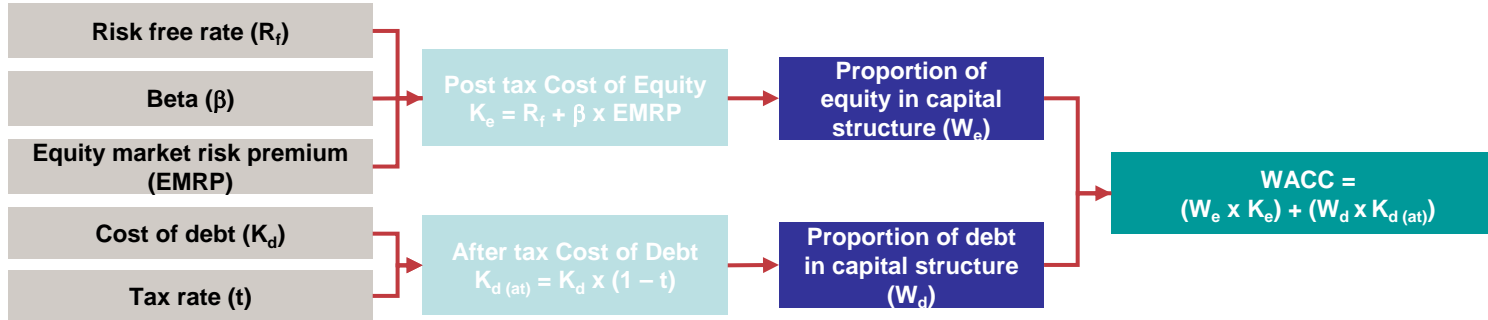 Risk free rate (Rf)
Beta (β)
Equity market risk premium
(EMRP)
Cost of debt (Kd)
Tax rate (t)
Post tax Cost of Equity
Ke = Rf + β x EMRP
After tax Cost of Debt
Kd (at) = Kd x (1 – t)
Proportion of
equity in capital
structure (We)
Proportion of debt
in capital structure
(Wd)
WACC =
(We x Ke) + (Wd x Kd (at))